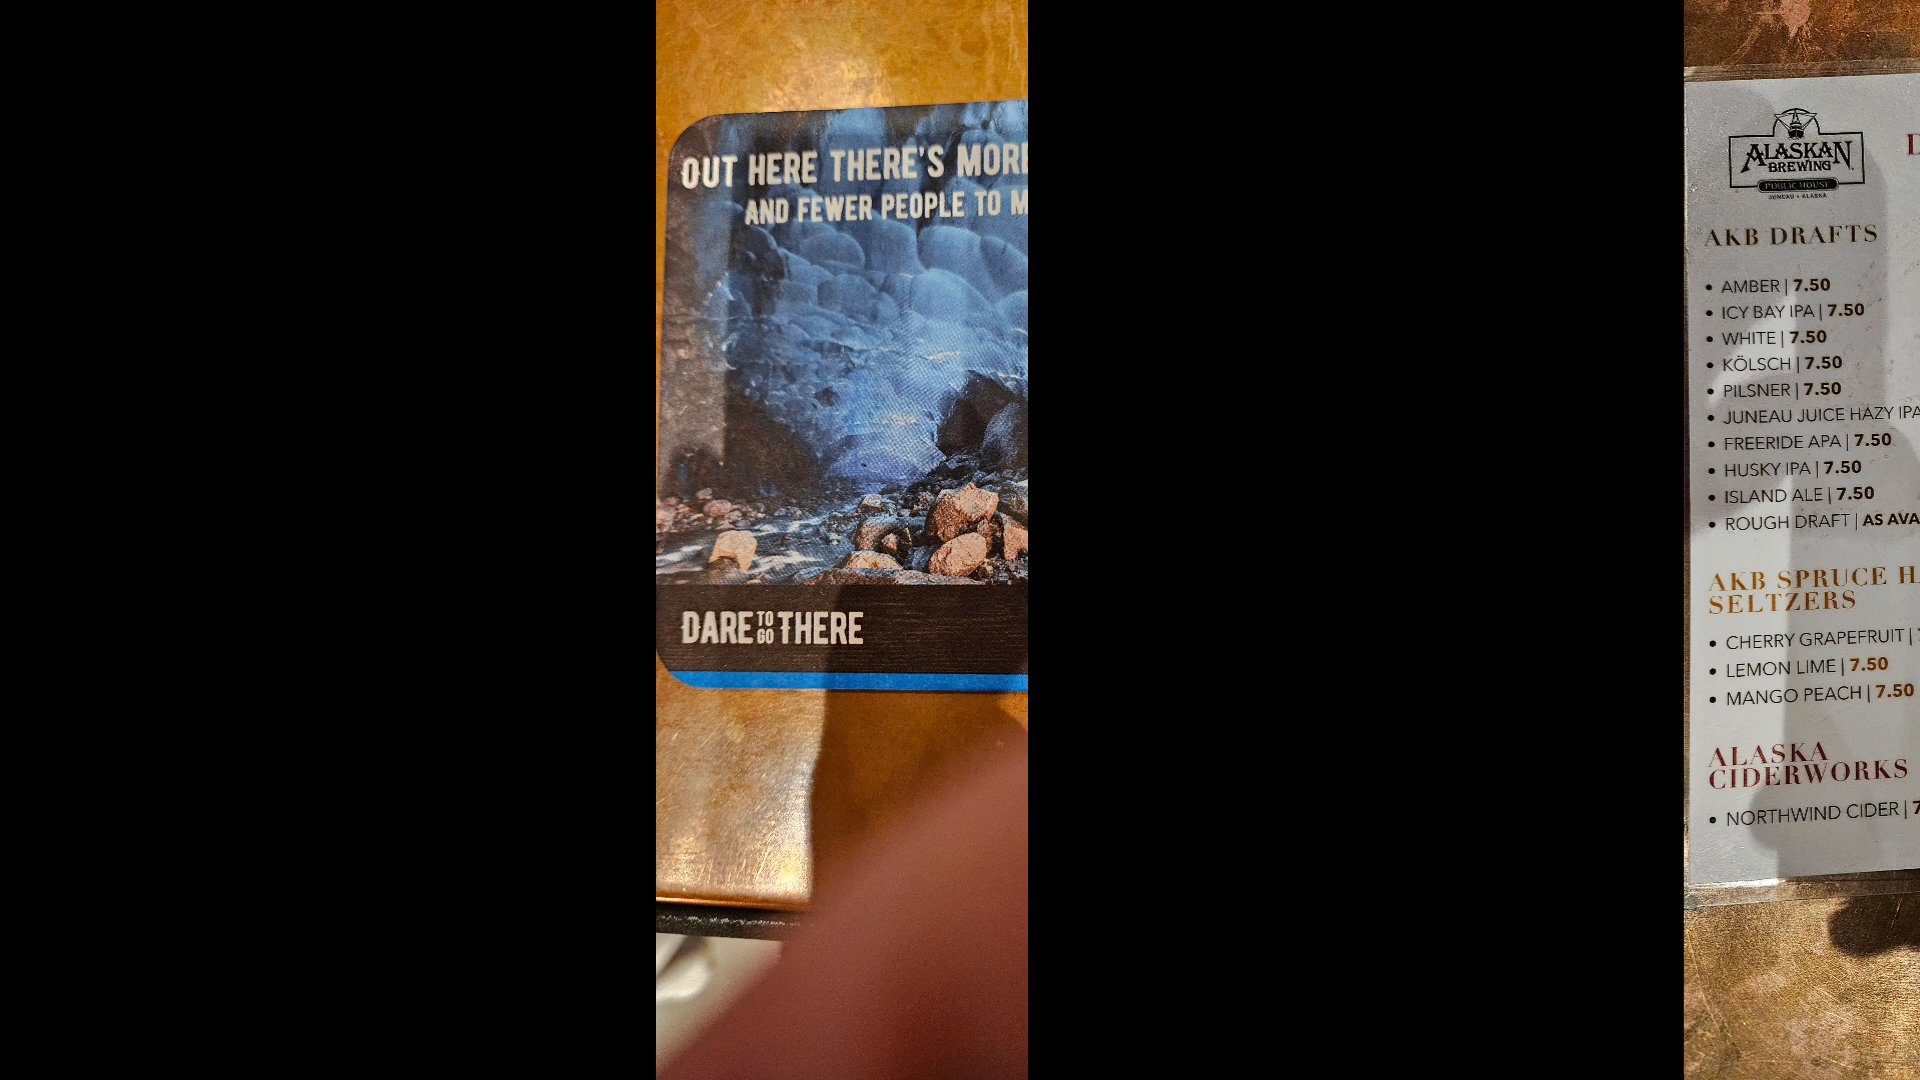 OUT HERE THERE'S MORE
AND FEWER PEOPLE TO
DARE TO GO THERE
ALASKAN
BREWING
PUBLIC HOUSE
JUNEAU • ALASKA
AKB DRAFTS
• AMBER | 7.50
• ICY BAY IPA | 7.50
• WHITE | 7.50
• KÖLSCH | 7.50
• PILSNER | 7.50
• JUNEAU JUICE HAZY IPA
• FREERIDE APA | 7.50
• HUSKY IPA | 7.50
• ISLAND ALE | 7.50
• ROUGH DRAFT | AS
AKB SPRUCE
SELTZERS
• CHERRY GRAPEFRUIT |
• LEMON LIME | 7.50
• MANGO PEACH | 7.50
ALASKA
CIDERWORKS
• NORTHWIND CIDER |